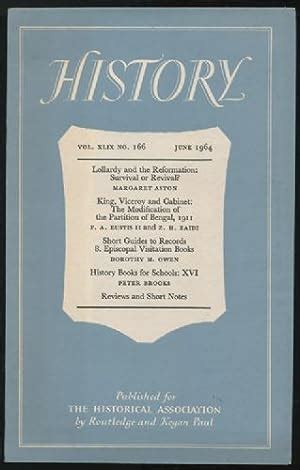 HISTORY
VOL. XLIX NO. 166 JUNE 1964
Lollardy and the Reformation:
Survival or Revival?
MARGARET ASTON
King, Viceroy and Cabinet:
The Modification of
the Partition of Bengal, 1911
F. A. EUSTIS II and Z. H. ZAIDI
Short Guides to Records
8. Episcopal Visitation Books
DOROTHY M. OWEN
History Books for Schools: XVI
PETER BROOKS
Reviews and Short Notes
Published for
THE HISTORICAL ASSOCIATION
by Routledge and Kegan Paul